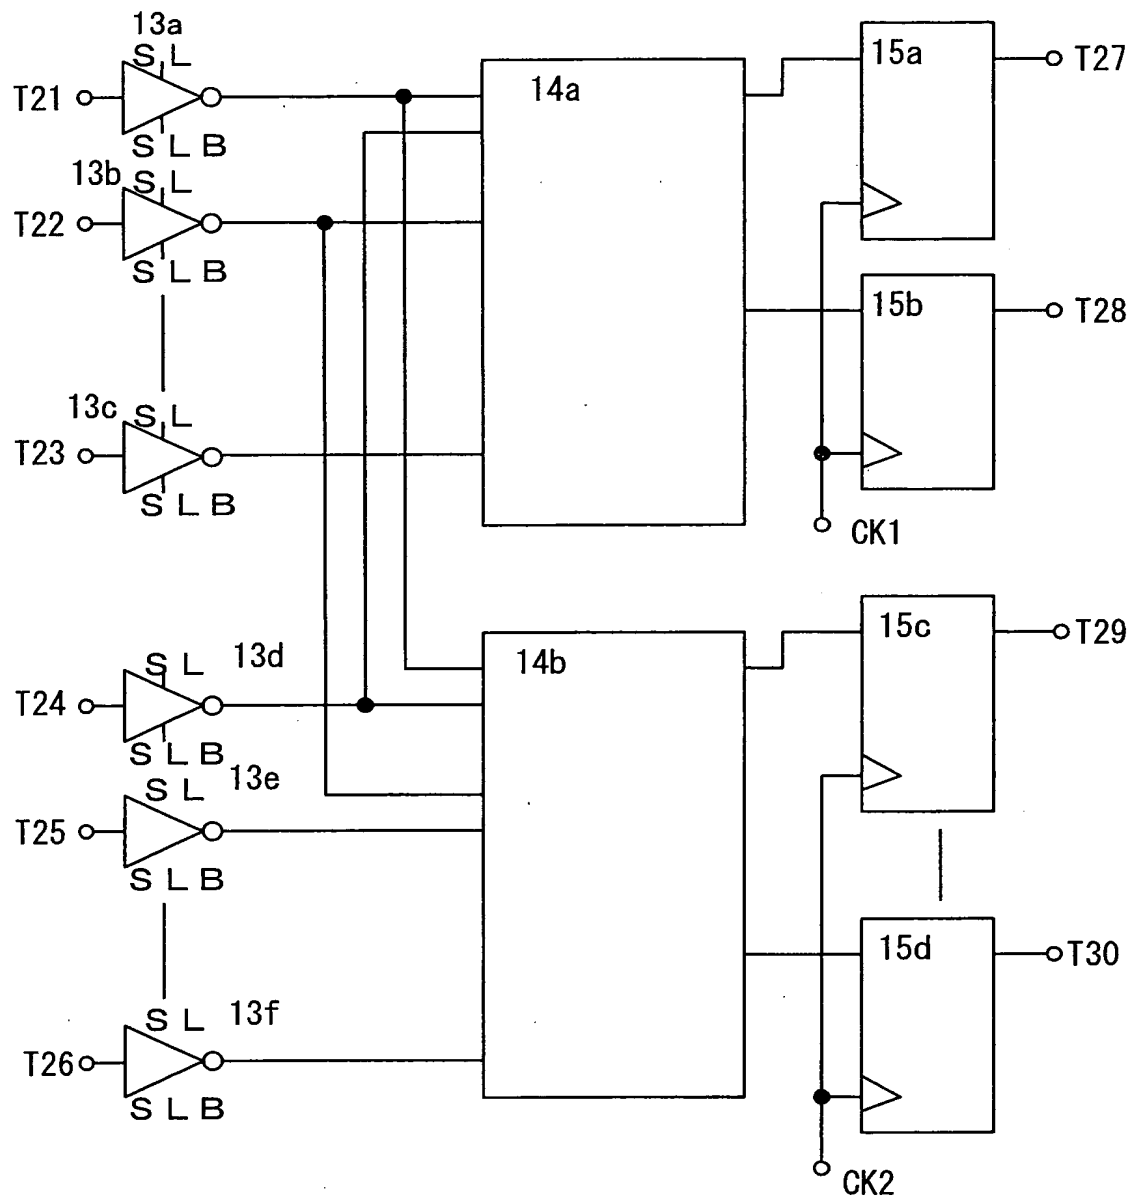 13a
S L
T21
S L B
14a
15a
T27
13b
S L
T22
S L B
15b
T28
13c
S L
T23
S L B
CK1
S L
13d
T24
S L B
14b
15c
T29
S L
13e
T25
S L B
15d
T30
S L
13f
T26
S L B
CK2